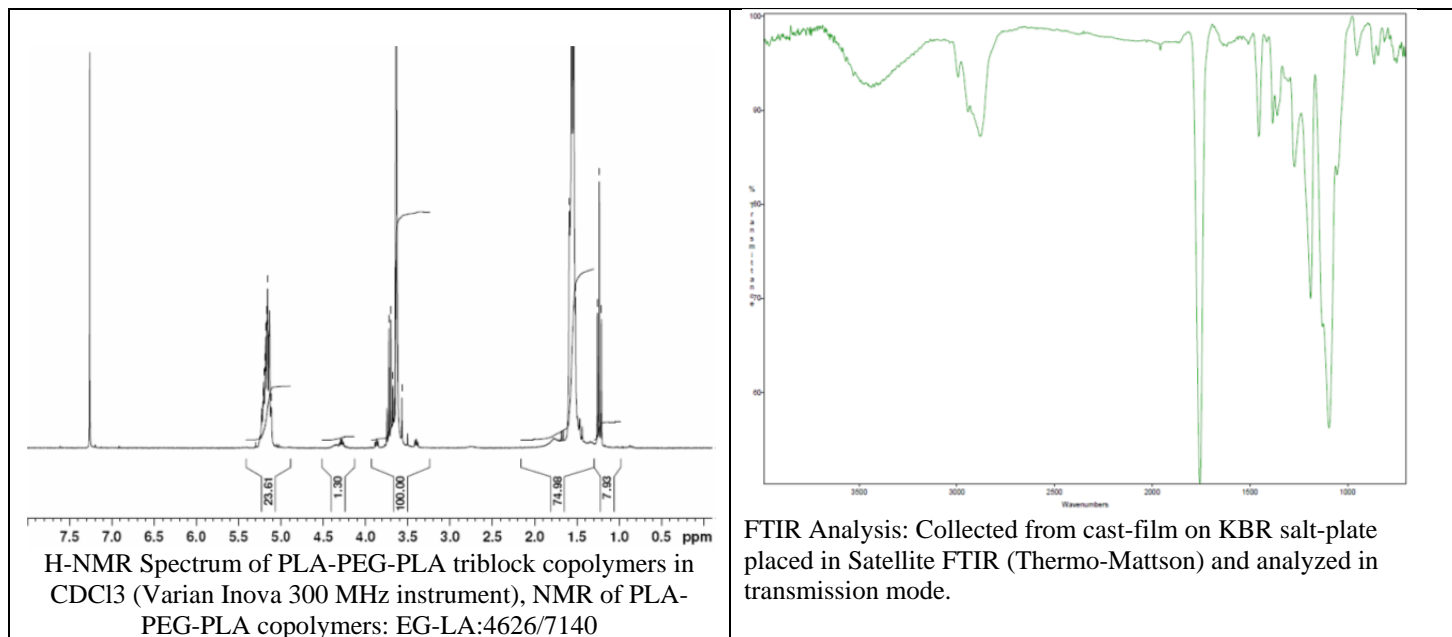 23.61
1.30
100.00
74.98
7.93
7.5 7.0 6.5 6.0 5.5 5.0 4.5 4.0 3.5 3.0 2.5 2.0 1.5 1.0 0.5 ppm
H-NMR Spectrum of PLA-PEG-PLA triblock copolymers in
CDCl3 (Varian Inova 300 MHz instrument), NMR of PLA-
PEG-PLA copolymers: EG-LA:4626/7140
100
90
80
70
60
% Transmittance
3500 3000 2500 2000 1500 1000
Wavenumbers
FTIR Analysis: Collected from cast-film on KBR salt-plate
placed in Satellite FTIR (Thermo-Mattson) and analyzed in
transmission mode.